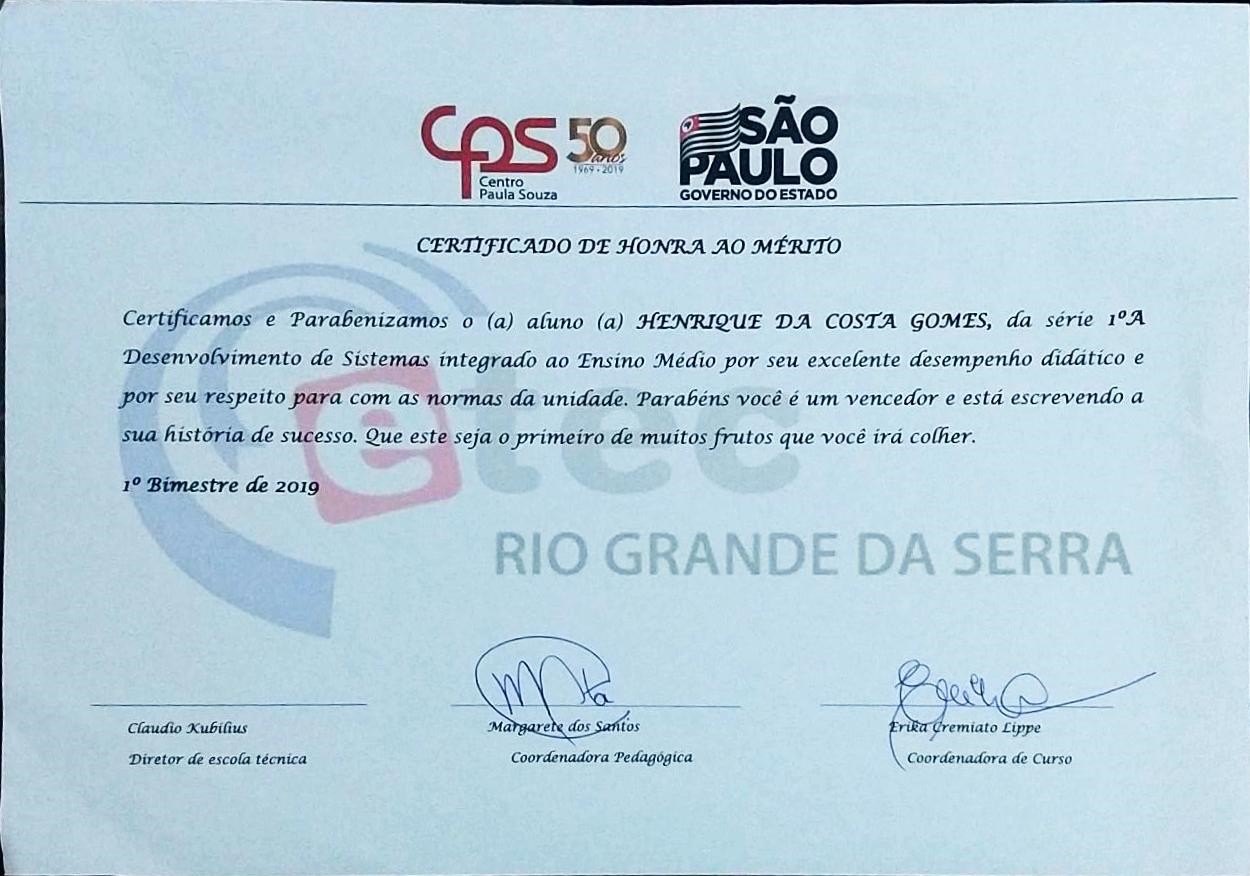 CPS 50 anos
1969 - 2019
Centro
Paula Souza
SÃO
PAULO
GOVERNO DO ESTADO
CERTIFICADO DE HONRA AO MÉRITO
Certificamos e Parabenizamos o (a) aluno (a) HENRIQUE DA COSTA GOMES, da série 1ºA
Desenvolvimento de Sistemas integrado ao Ensino Médio por seu excelente desempenho didático e
por seu respeito para com as normas da unidade. Parabéns você é um vencedor e está escrevendo a
sua história de sucesso. Que este seja o primeiro de muitos frutos que você irá colher.
1º Bimestre de 2019
etec
RIO GRANDE DA SERRA
Claudio Kubilius
Diretor de escola técnica
Margarete dos Santos
Coordenadora Pedagógica
Erika Cremiato Lippe
Coordenadora de Curso